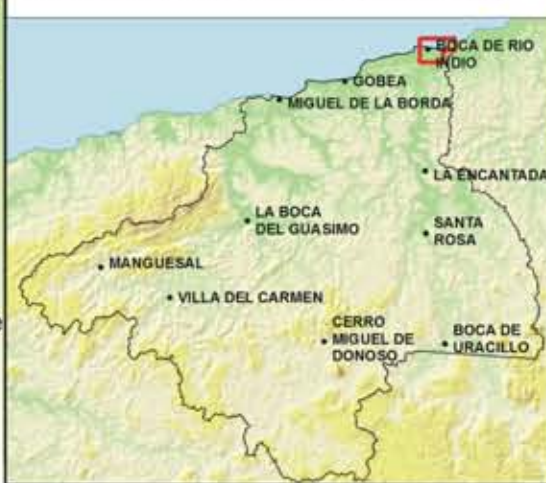 BOCA DE RIO
INDIO
GOBEA
MIGUEL DE LA BORDA
LA ENCANTADA
LA BOCA
DEL GUASIMO
SANTA
ROSA
MANGUESAL
VILLA DEL CARMEN
CERRO
MIGUEL DE
DONOSO
BOCA DE
URACILLO